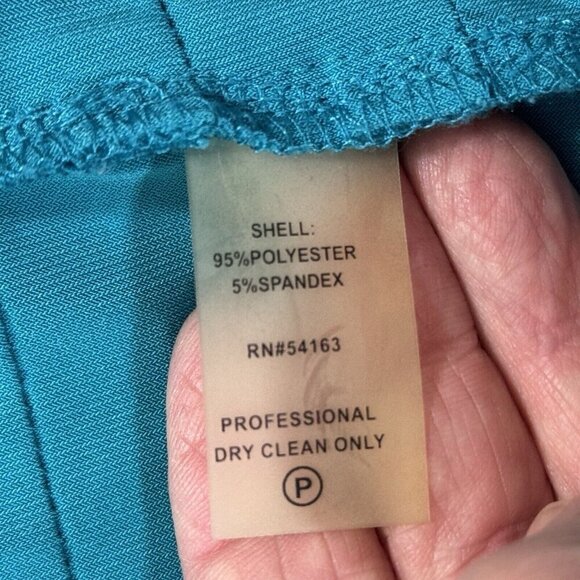 SHELL:
95%POLYESTER
5%SPANDEX
RN#54163
PROFESSIONAL
DRY CLEAN ONLY
P